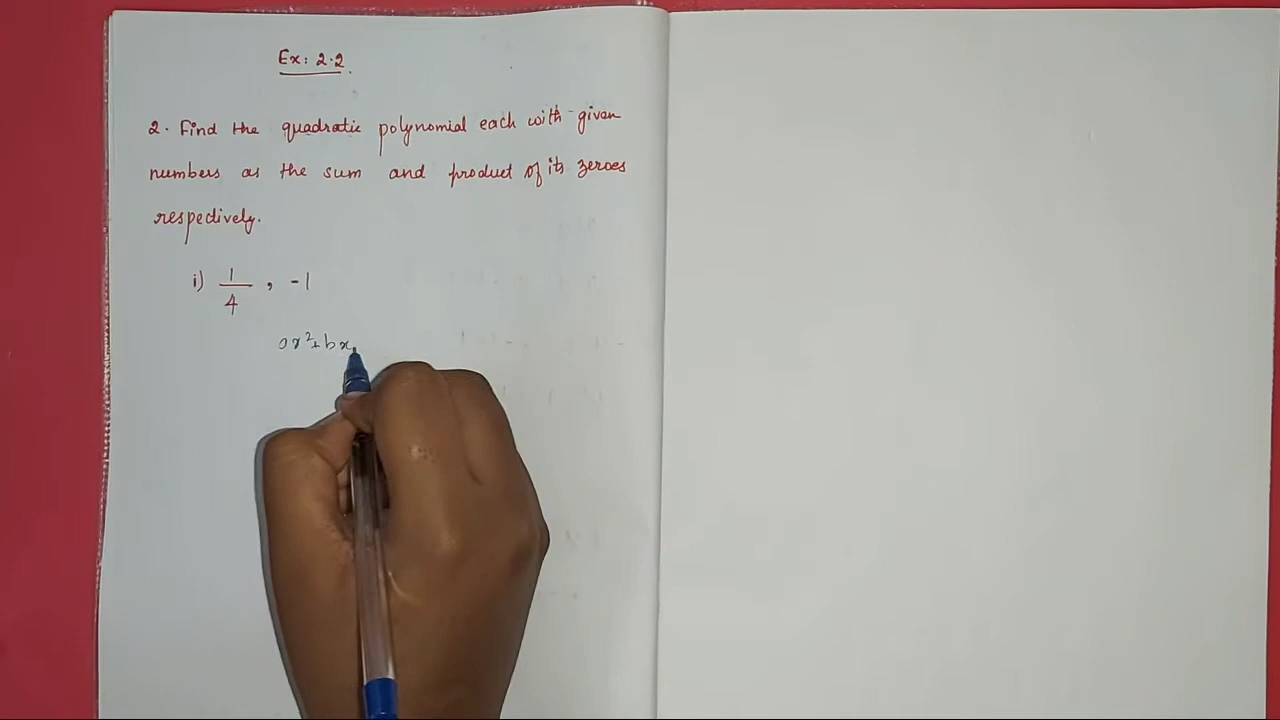 Ex: 2.2
2. Find the quadratic polynomial each with given
numbers as the sum and product of its zeroes
respectively.
i) 1/4 , -1
ax²+bx